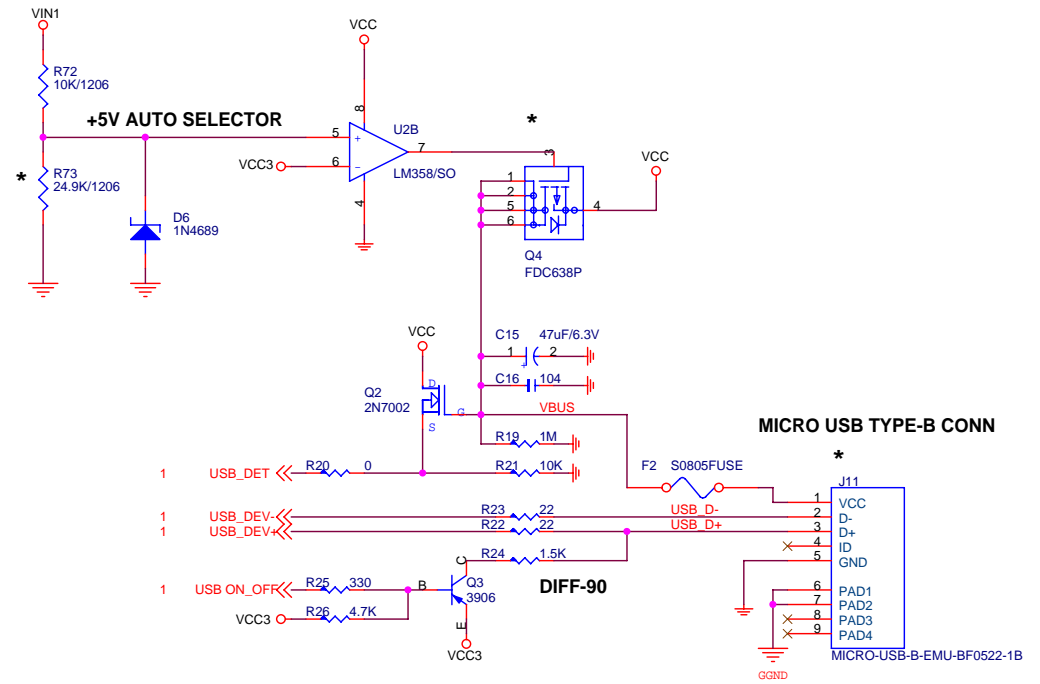 VIN1
R72
10K/1206
+5V AUTO SELECTOR
*
R73
24.9K/1206
D6
1N4689
VCC
8
5
+
VCC3
6
-
7
U2B
LM358/SO
4
*
3
1
2
5
6
4
VCC
Q4
FDC638P
VCC
C15
47uF/6.3V
1
+
2
C16
104
Q2
2N7002
D
G
S
VBUS
R19
1M
1
USB_DET
R20
0
R21
10K
F2
S0805FUSE
MICRO USB TYPE-B CONN
*
J11
1
USB_DEV-
R23
22
USB_D-
1
USB_DEV+
R22
22
USB_D+
R24
1.5K
DIFF-90
1
USB ON_OFF
R25
330
B
C
Q3
3906
E
VCC3
R26
4.7K
VCC3
1
VCC
2
D-
3
D+
4
ID
5
GND
6
PAD1
7
PAD2
8
PAD3
9
PAD4
MICRO-USB-B-EMU-BF0522-1B
GGND